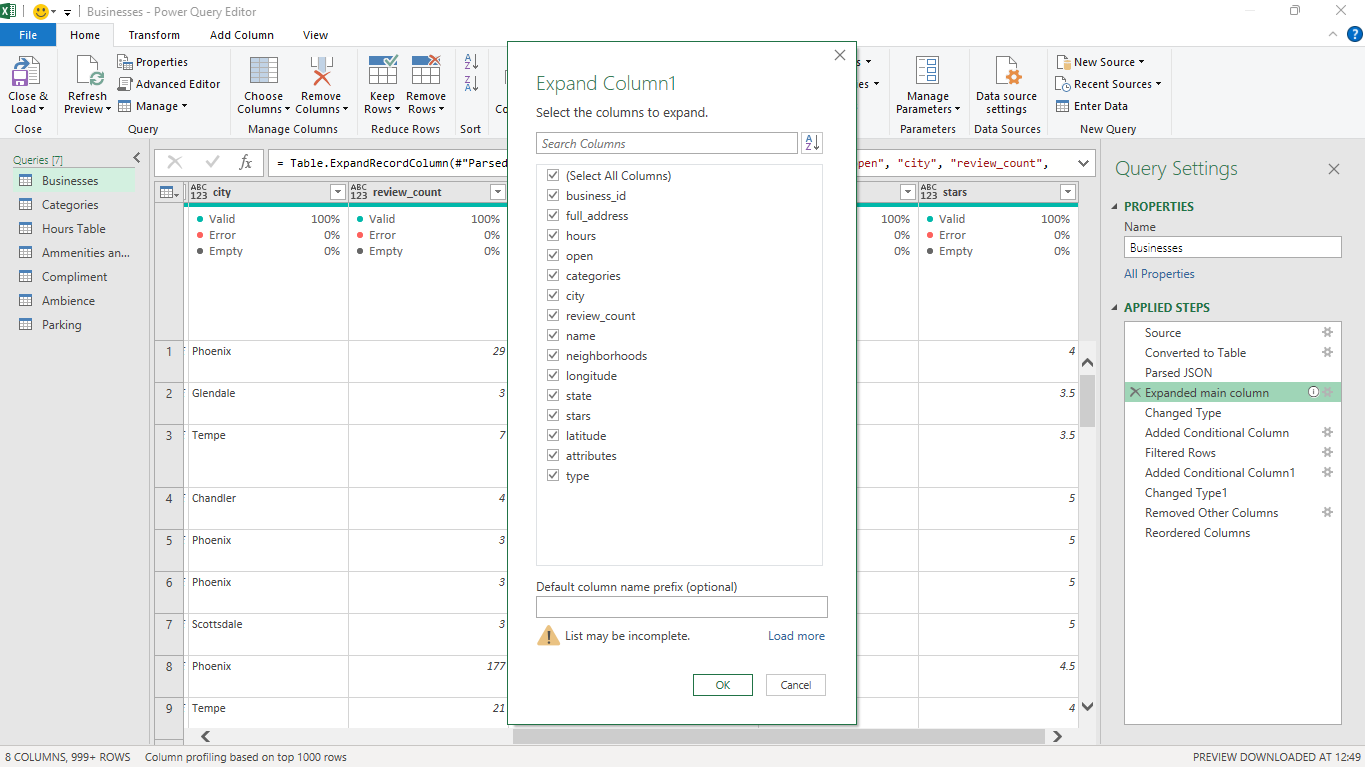 Businesses - Power Query Editor
File Home Transform Add Column View
Close & Load
Close
Refresh Preview
Properties
Advanced Editor
Manage
Query
Choose Columns
Remove Columns
Manage Columns
Keep Rows
Remove Rows
Reduce Rows
A
Z
Z
A
Sort
Manage Parameters
Parameters
Data source settings
Data Sources
New Source
Recent Sources
Enter Data
New Query
?
Queries [7]
Businesses
Categories
Hours Table
Ammenities an...
Compliment
Ambience
Parking
fx
= Table.ExpandRecordColumn(#"Parsed
"city", "review_count",
ABC 123 city
ABC 123 review_count
ABC 123 stars
Valid 100% Valid 100% 100% Valid 100%
Error 0% Error 0% 0% Error 0%
Empty 0% Empty 0% 0% Empty 0%
1 Phoenix 29 4
2 Glendale 3 3.5
3 Tempe 7 3.5
4 Chandler 4 5
5 Phoenix 3 5
6 Phoenix 3 5
7 Scottsdale 3 5
8 Phoenix 177 4.5
9 Tempe 21 4
Expand Column1
Select the columns to expand.
Search Columns
A
Z
(Select All Columns)
business_id
full_address
hours
open
categories
city
review_count
name
neighborhoods
longitude
state
stars
latitude
attributes
type
Default column name prefix (optional)
List may be incomplete. Load more
OK Cancel
Query Settings
PROPERTIES
Name
Businesses
All Properties
APPLIED STEPS
Source
Converted to Table
Parsed JSON
Expanded main column
Changed Type
Added Conditional Column
Filtered Rows
Added Conditional Column1
Changed Type1
Removed Other Columns
Reordered Columns
8 COLUMNS, 999+ ROWS Column profiling based on top 1000 rows PREVIEW DOWNLOADED AT 12:49